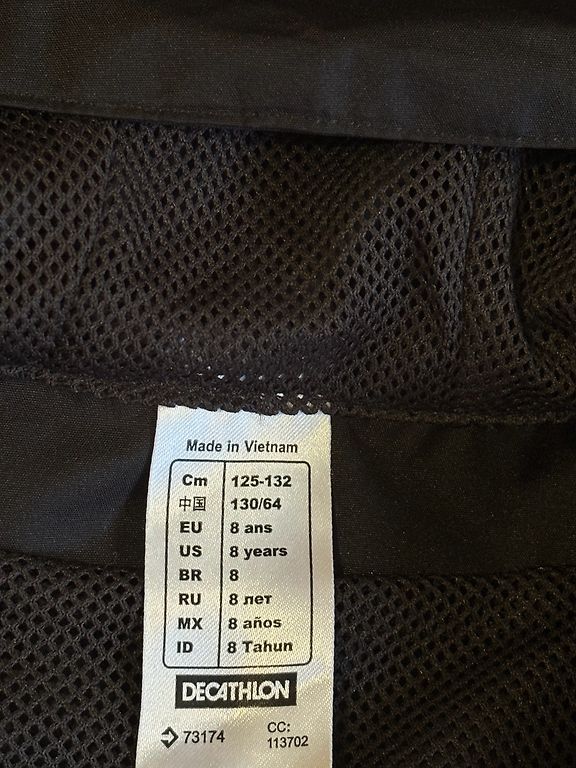 Made in Vietnam
Cm 125-132
中国 130/64
EU 8 ans
US 8 years
BR 8
RU 8 лет
MX 8 años
ID 8 Tahun
DECATHLON
73174 CC: 113702